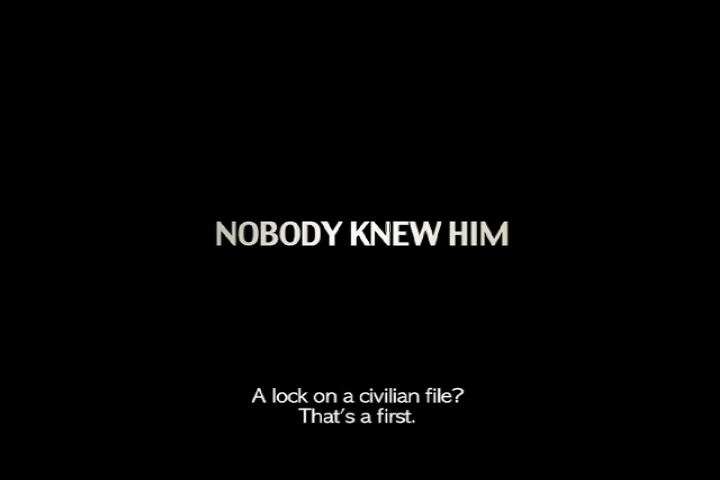 NOBODY KNEW HIM
A lock on a civilian file?
That's a first.